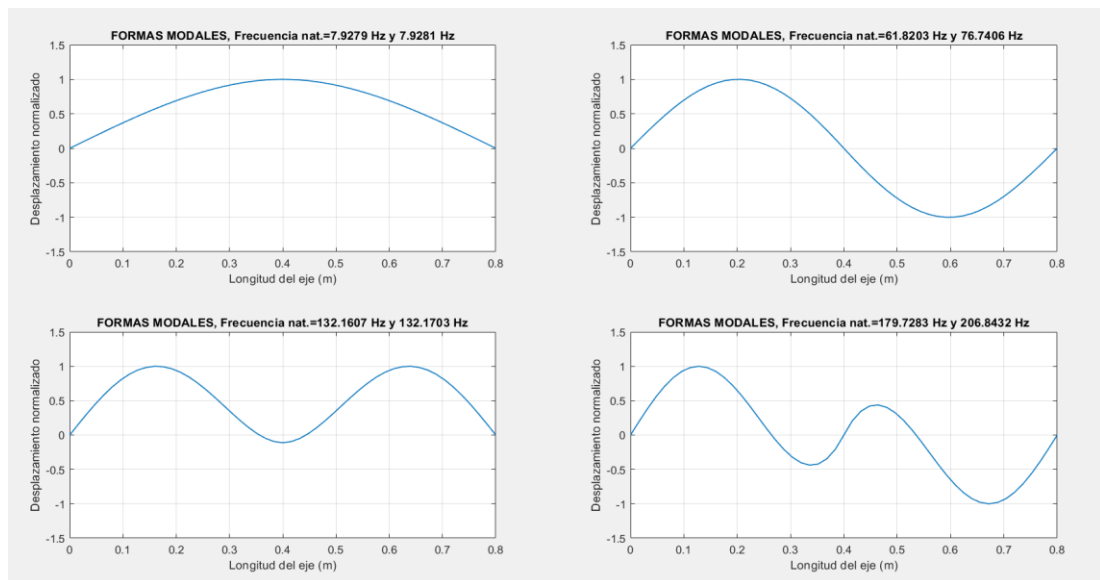 FORMAS MODALES, Frecuencia nat.=7.9279 Hz y 7.9281 Hz
1.5
1
0.5
0
-0.5
-1
-1.5
Desplazamiento normalizado
0 0.1 0.2 0.3 0.4 0.5 0.6 0.7 0.8
Longitud del eje (m)
FORMAS MODALES, Frecuencia nat.=61.8203 Hz y 76.7406 Hz
1.5
1
0.5
0
-0.5
-1
-1.5
Desplazamiento normalizado
0 0.1 0.2 0.3 0.4 0.5 0.6 0.7 0.8
Longitud del eje (m)
FORMAS MODALES, Frecuencia nat.=132.1607 Hz y 132.1703 Hz
1.5
1
0.5
0
-0.5
-1
-1.5
Desplazamiento normalizado
0 0.1 0.2 0.3 0.4 0.5 0.6 0.7 0.8
Longitud del eje (m)
FORMAS MODALES, Frecuencia nat.=179.7283 Hz y 206.8432 Hz
1.5
1
0.5
0
-0.5
-1
-1.5
Desplazamiento normalizado
0 0.1 0.2 0.3 0.4 0.5 0.6 0.7 0.8
Longitud del eje (m)